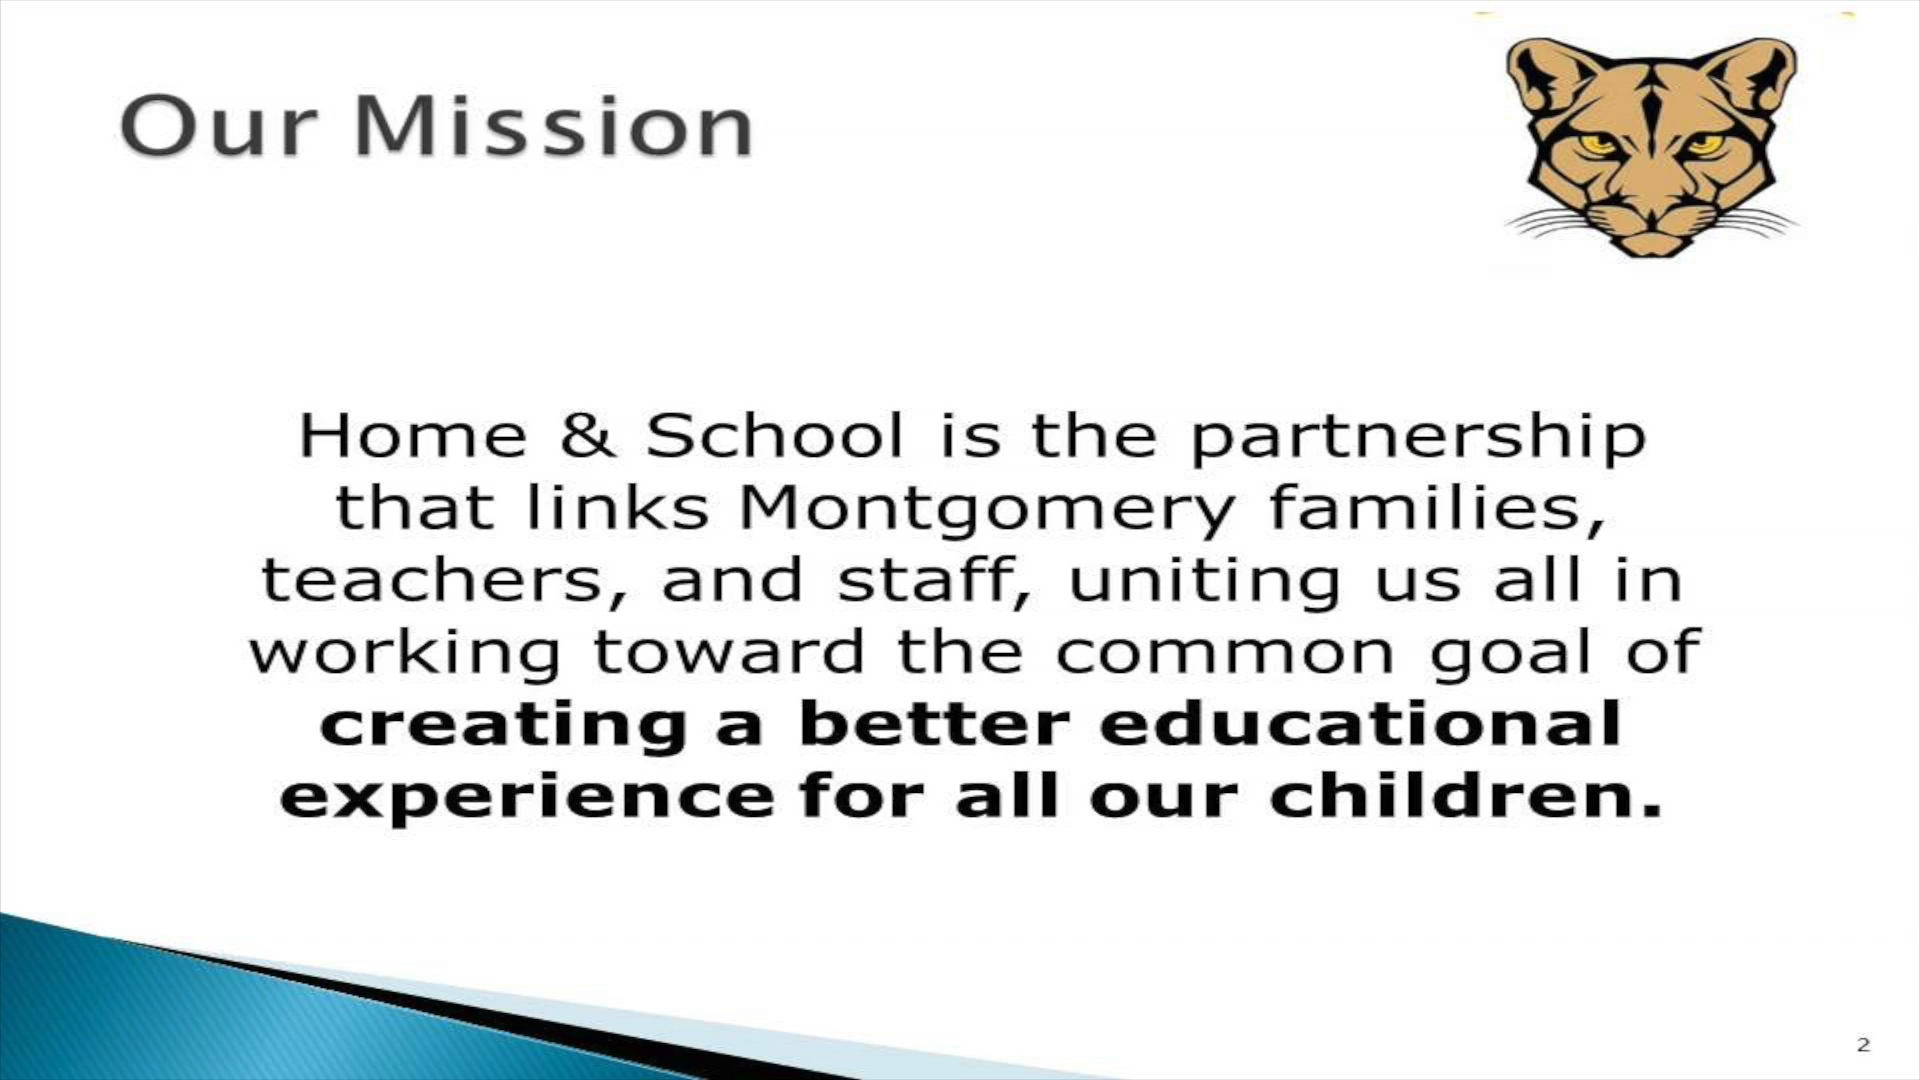 Our Mission
Home & School is the partnership
that links Montgomery families,
teachers, and staff, uniting us all in
working toward the common goal of
creating a better educational
experience for all our children.
2